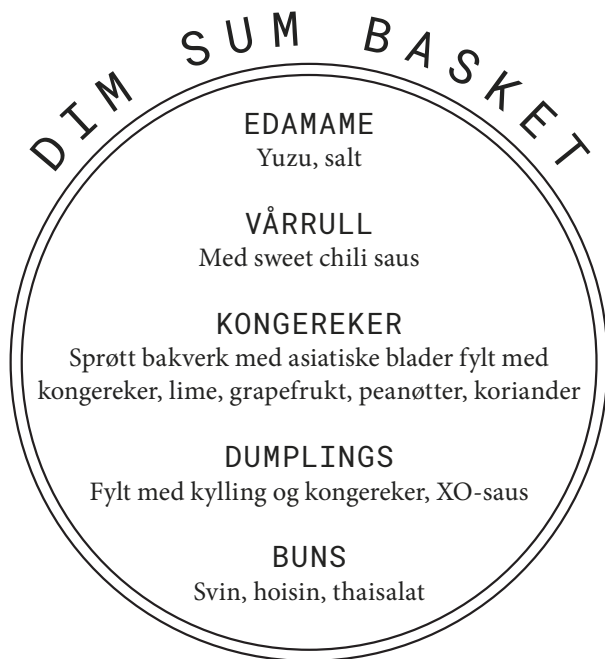 DIM SUM BASKET
EDAMAME
Yuzu, salt
VÅRRULL
Med sweet chili saus
KONGEREKER
Sprøtt bakverk med asiatiske blader fylt med
kongereker, lime, grapefrukt, peanøtter, koriander
DUMPLINGS
Fylt med kylling og kongereker, XO-saus
BUNS
Svin, hoisin, thaisalat